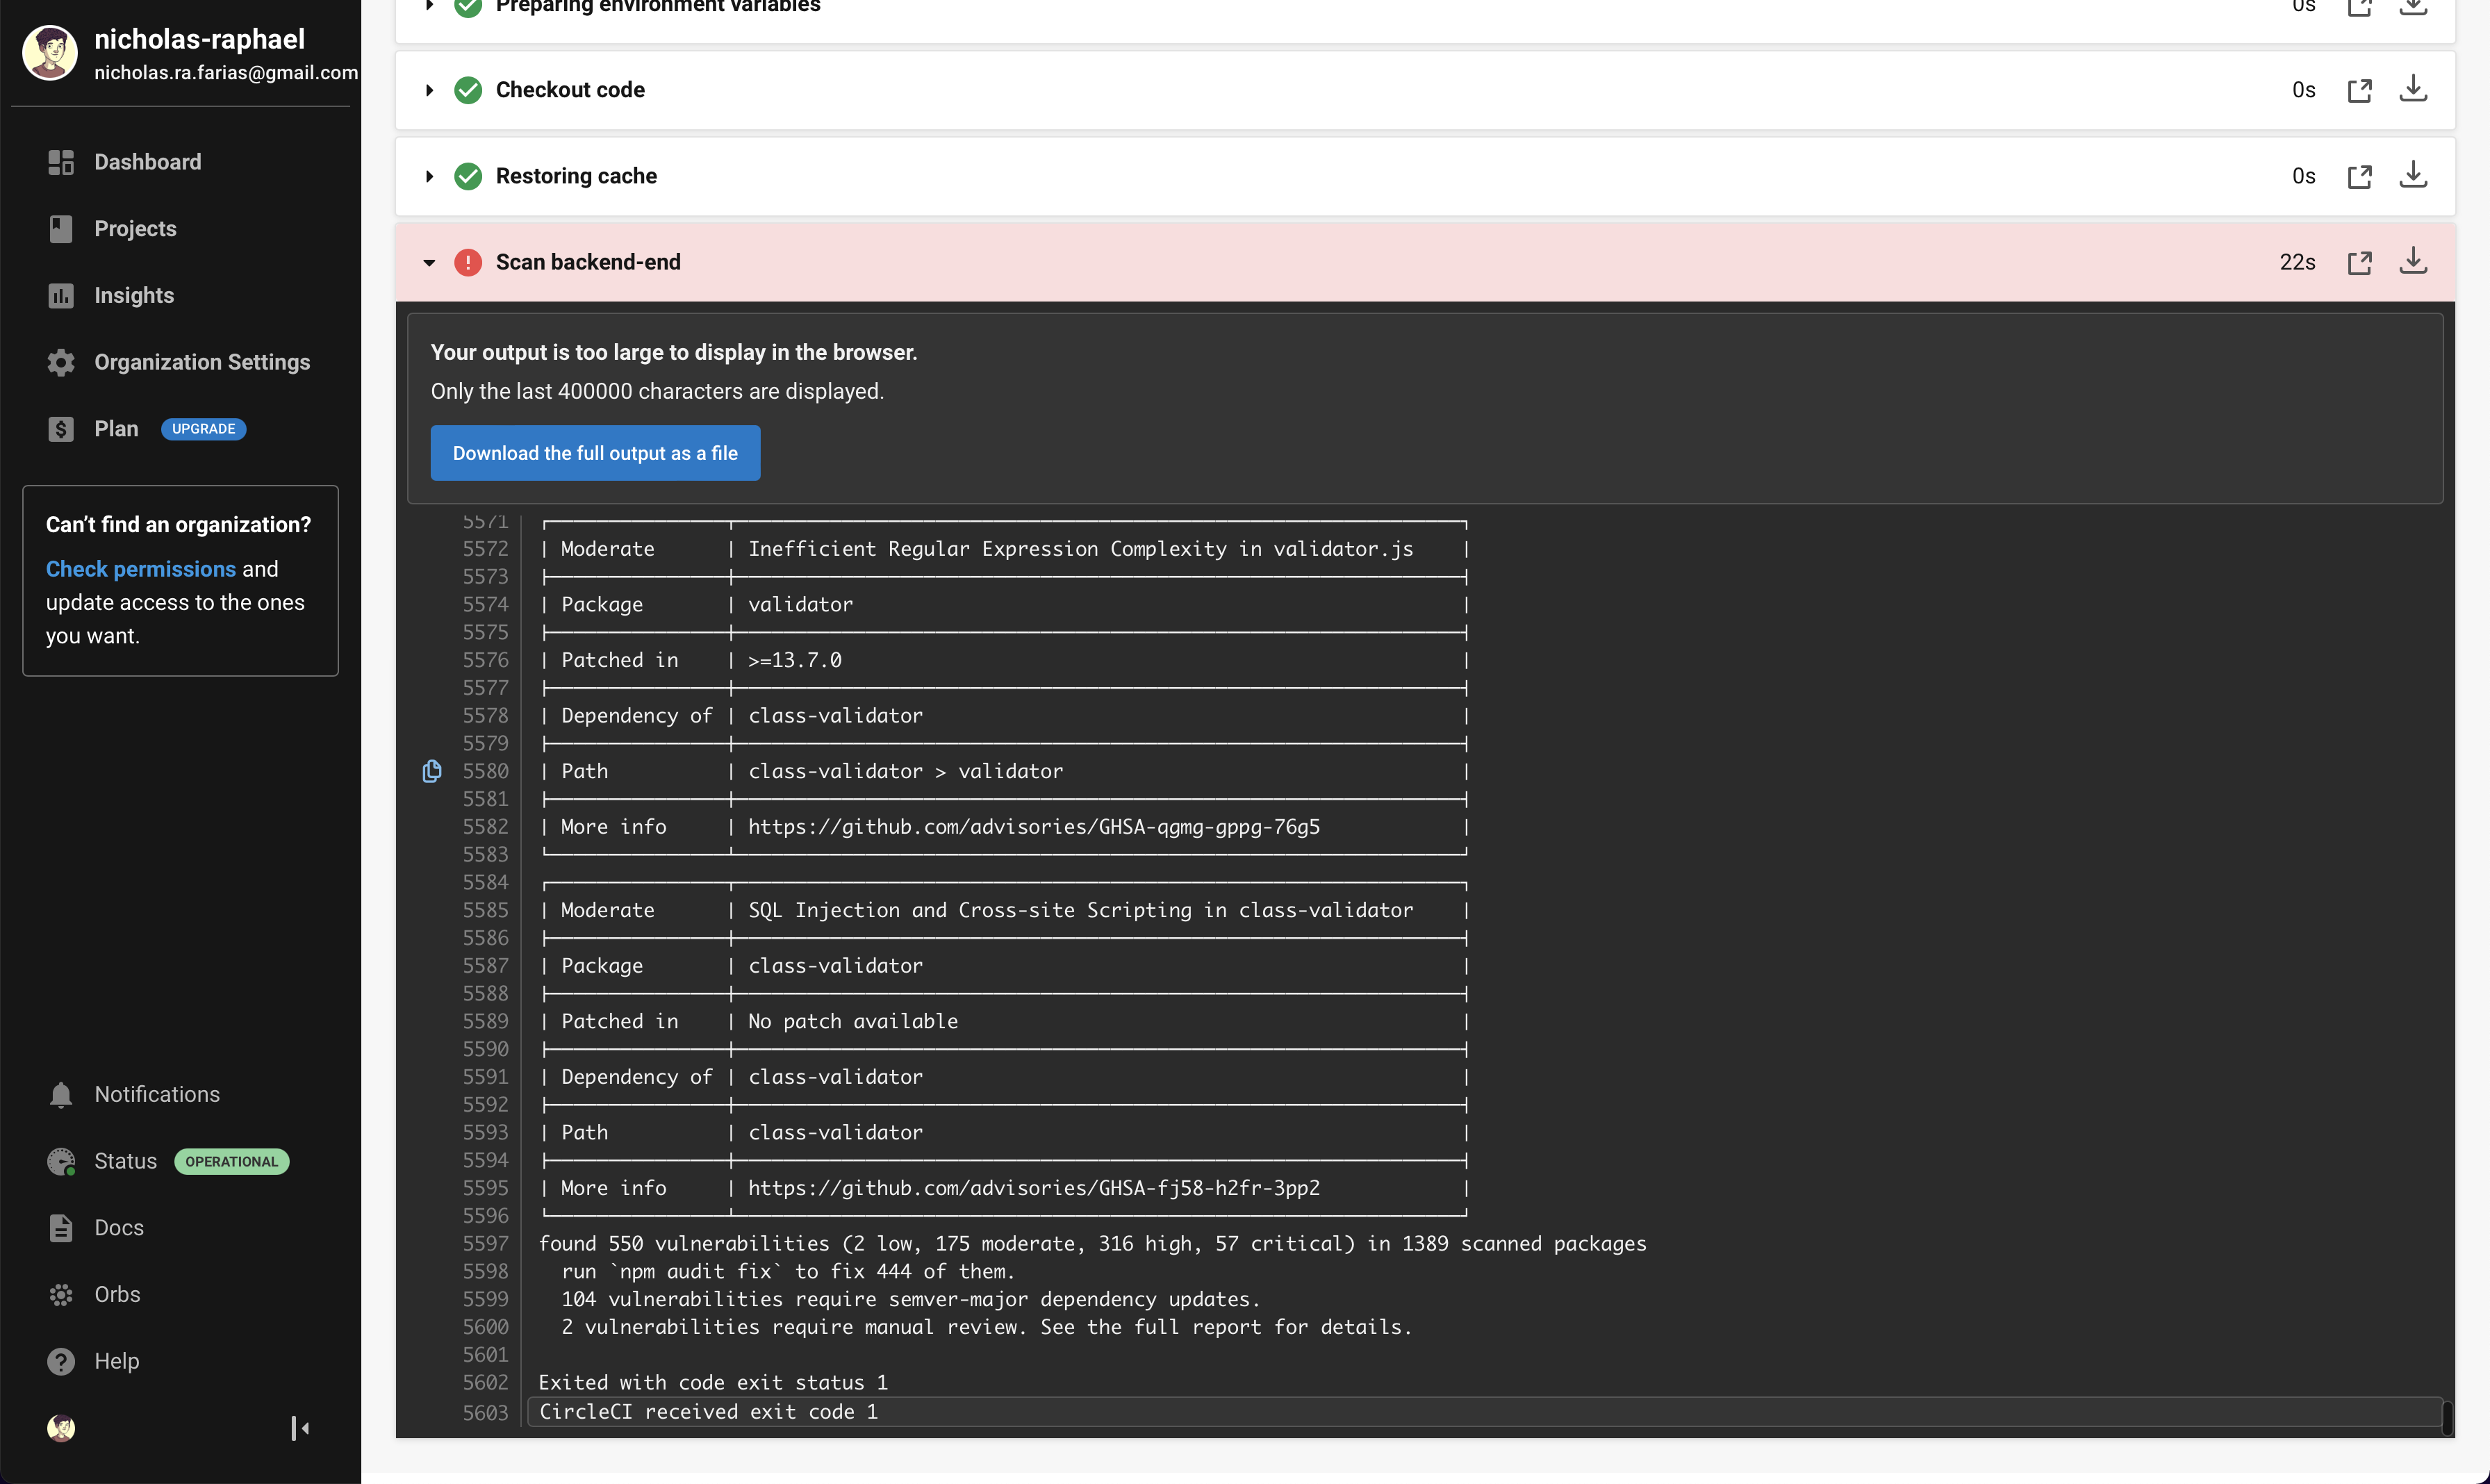 nicholas-raphael
nicholas.ra.farias@gmail.com
Dashboard
Projects
Insights
Organization Settings
Plan UPGRADE
Can't find an organization?
Check permissions and
update access to the ones
you want.
Notifications
Status OPERATIONAL
Docs
Orbs
Help
Preparing environment variables 0s
Checkout code 0s
Restoring cache 0s
Scan backend-end 22s
Your output is too large to display in the browser.
Only the last 400000 characters are displayed.
Download the full output as a file
5571
5572 | Moderate | Inefficient Regular Expression Complexity in validator.js |
5573
5574 | Package | validator |
5575
5576 | Patched in | >=13.7.0 |
5577
5578 | Dependency of | class-validator |
5579
5580 | Path | class-validator > validator |
5581
5582 | More info | https://github.com/advisories/GHSA-qgmg-gppg-76g5 |
5583
5584
5585 | Moderate | SQL Injection and Cross-site Scripting in class-validator |
5586
5587 | Package | class-validator |
5588
5589 | Patched in | No patch available |
5590
5591 | Dependency of | class-validator |
5592
5593 | Path | class-validator |
5594
5595 | More info | https://github.com/advisories/GHSA-fj58-h2fr-3pp2 |
5596
5597 found 550 vulnerabilities (2 low, 175 moderate, 316 high, 57 critical) in 1389 scanned packages
5598 run `npm audit fix` to fix 444 of them.
5599 104 vulnerabilities require semver-major dependency updates.
5600 2 vulnerabilities require manual review. See the full report for details.
5601
5602 Exited with code exit status 1
5603 CircleCI received exit code 1